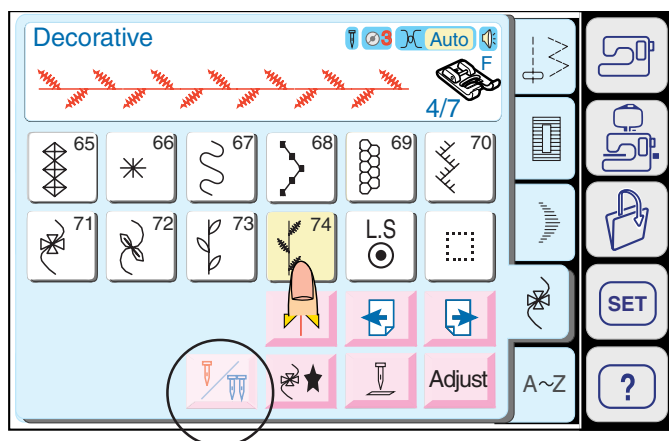 Decorative
3
Auto
F
4/7
65 66 67 68 69 70
71 72 73 74 L.S
Adjust
A~Z
SET
?